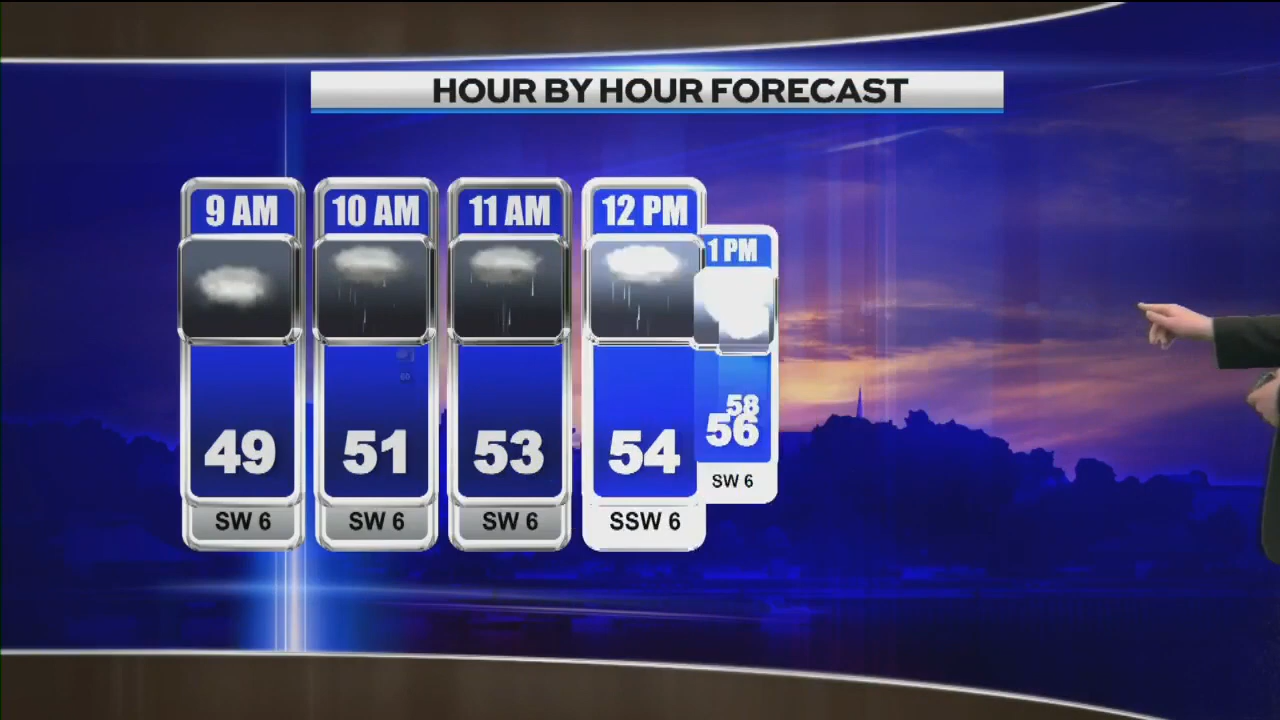 HOUR BY HOUR FORECAST
9 AM
10 AM
11 AM
12 PM
1 PM
49
51
53
54
58
56
SW 6
SW 6
SW 6
SSW 6
SW 6